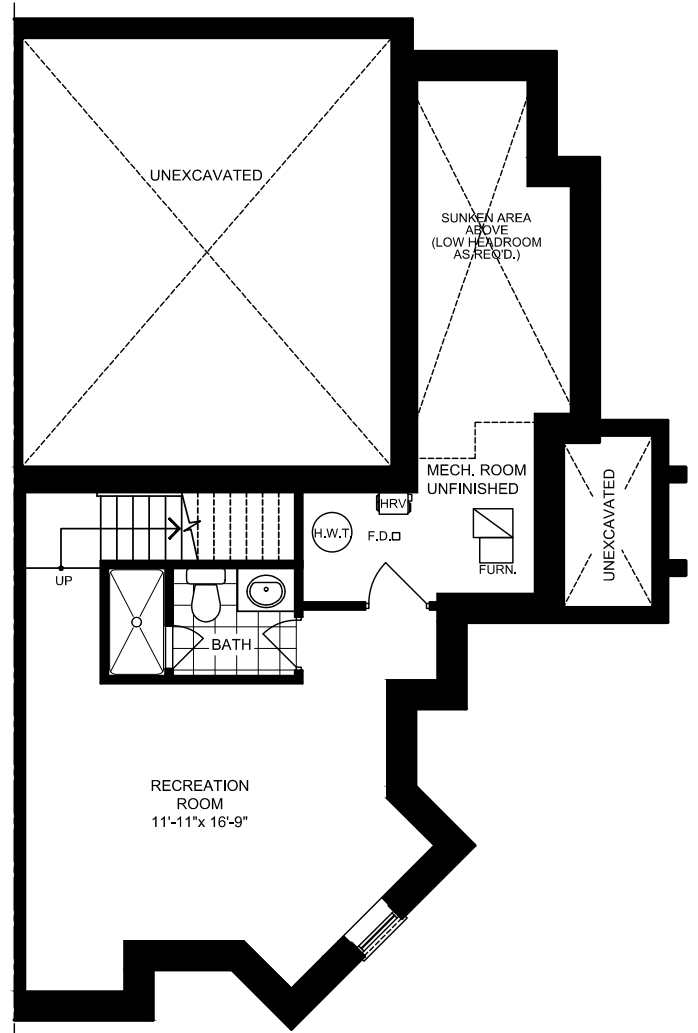 UNEXCAVATED
SUNKEN AREA
ABOVE
(LOW HEADROOM
AS REQ'D.)
MECH. ROOM
UNFINISHED
UNEXCAVATED
HRV
H.W.T.
F.D.
FURN.
UP
BATH
RECREATION
ROOM
11'-11"x 16'-9"